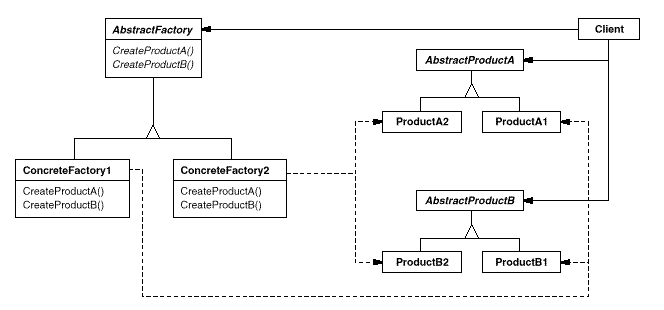 AbstractFactory
CreateProductA()
CreateProductB()
Client
AbstractProductA
ProductA2
ProductA1
ConcreteFactory1
CreateProductA()
CreateProductB()
ConcreteFactory2
CreateProductA()
CreateProductB()
AbstractProductB
ProductB2
ProductB1